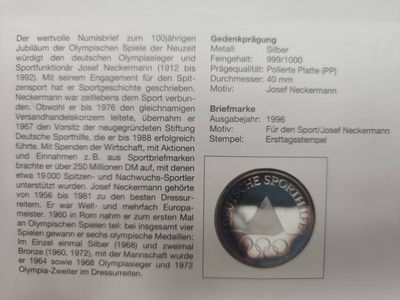 Der wertvolle Numisbrief zum 100jährigen
Jubiläum der Olympischen Spiele der Neuzeit
würdigt den deutschen Olympiasieger und
Sportfunktionär Josef Neckermann (1912 bis
1992). Mit seinem Engagement für den Spit-
zensport hat er Sportgeschichte geschrieben.
Neckermann war zeitlebens dem Sport verbun-
den. Obwohl er bis 1976 den gleichnamigen
Versandhandelskonzern leitete, übernahm er
1967 den Vorsitz der neugegründeten Stiftung
Deutsche Sporthilfe, die er bis 1988 erfolgreich
führte. Mit Spenden der Wirtschaft, mit Aktionen
und Einnahmen z.B. aus Sportbriefmarken
brachte er über 250 Millionen DM auf, mit denen
etwa 19 000 Spitzen- und Nachwuchs-Sportler
unterstützt wurden. Josef Neckermann gehörte
von 1956 bis 1981 zu den besten Dressur-
reitern. Er war Welt- und mehrfach Europa-
meister. 1960 in Rom nahm er zum ersten Mal
an Olympischen Spielen teil: bei insgesamt vier
Spielen gewann er sechs olympische Medaillen:
Im Einzel einmal Silber (1968) und zweimal
Bronze (1960, 1972), mit der Mannschaft wurde
er 1964 sowie 1968 Olympiasieger und 1972
Olympia-Zweiter im Dressurreiten.
Gedenkprägung
Metall: Silber
Feingehalt: 999/1000
Prägequalität: Polierte Platte (PP)
Durchmesser: 40 mm
Motiv: Josef Neckermann
Briefmarke
Ausgabejahr: 1996
Motiv: Für den Sport/Josef Neckermann
Stempel: Ersttagsstempel
DEUTSCHE SPORTHILFE